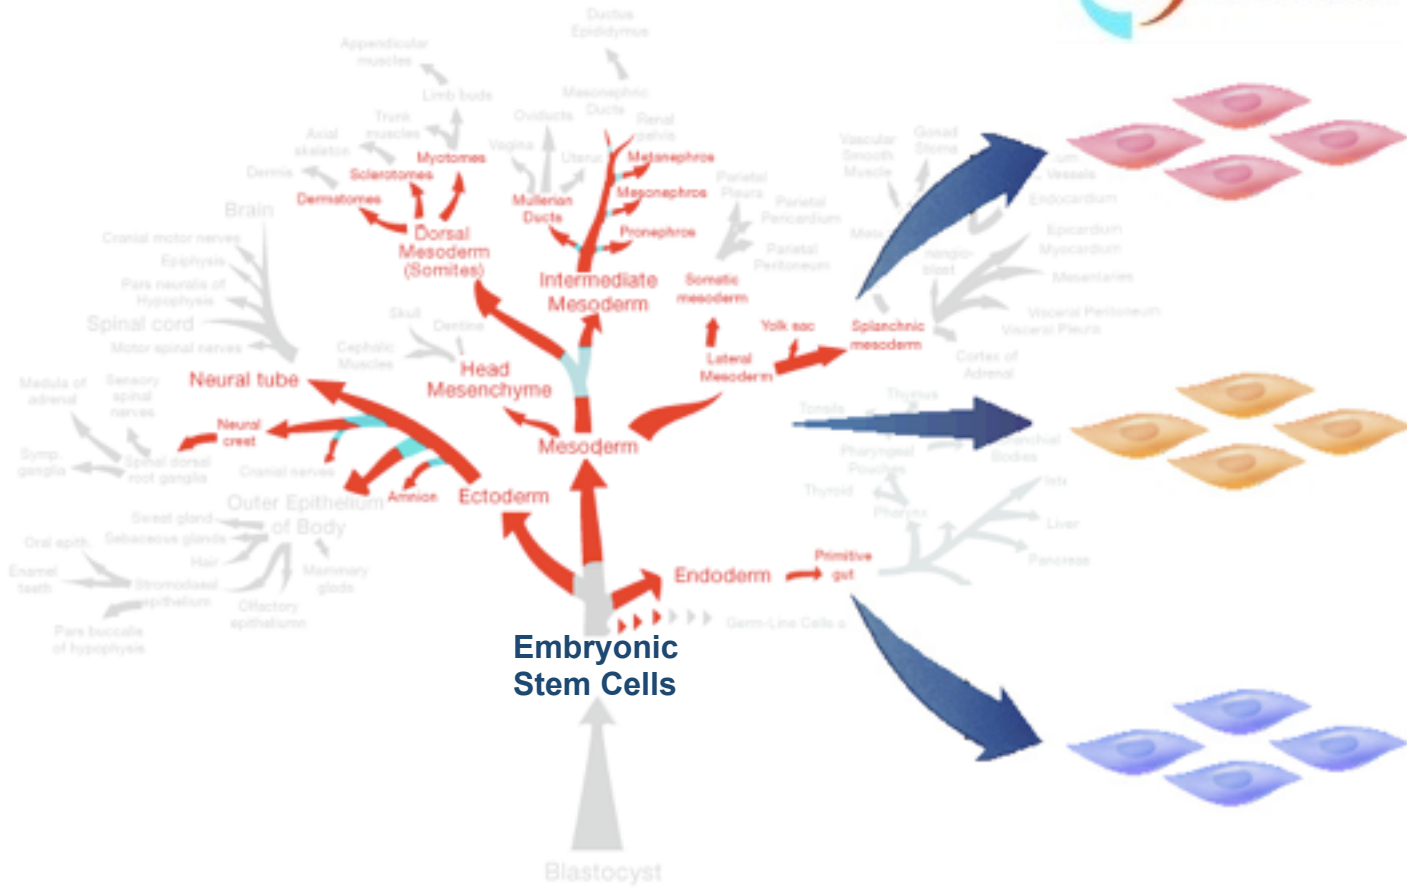 Ductus
Epididymus
Appendicular
muscles
Limb buds
Mesonephric
Ducts
Trunk
muscles
Oviducts
Renal
pelvis
Axial
skeleton
Vagina
Uterus
Myotomes
Sclerotomes
Dermis
Dermatomes
Metanephros
Mesonephros
Mullerian
Ducts
Pronephros
Vascular
Smooth
Muscle
Gonad
Stoma
Vessels
Parietal
Pleura
Endocardium
Parietal
Pericardium
Epicardium
Myocardium
Parietal
Peritoneum
Mesentaries
Brain
Cranial motor nerves
Epiphysis
Pars neuralis of
Hypophysis
Spinal cord
Motor spinal nerves
Dorsal
Mesoderm
(Somites)
Intermediate
Mesoderm
Somatic
mesoderm
Visceral Peritoneum
Visceral Pleura
Skull
Dentine
Cephalic
Muscles
Yolk sac
Splanchnic
mesoderm
Lateral
Mesoderm
Cortex of
Adrenal
Head
Mesenchyme
Neural tube
Medula of
adrenal
Sensory
spinal
nerves
Neural
crest
Thymus
Tonsils
Bodies
Pharyngeal
Pouches
Mesoderm
Symp.
ganglia
Spinal dorsal
root ganglia
Cranial nerves
Amnion
Ectoderm
Thyroid
Pharynx
Liver
Pancreas
Outer Epithelium
of Body
Sweat gland
Sebaceous glands
Hair
Oral epith.
Enamel
teeth
Stromodaeal
epithelium
Mammary
glads
Olfactory
epitheliumn
Pars buccalis
of hypophysis
Endoderm
Primitive
gut
Germ-Line Cells
Embryonic
Stem Cells
Blastocyst